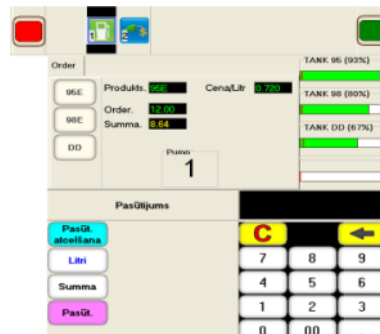 1
2
Order
TANK 95 (93%)
95E
Produkts. 95E
Cena/Litr 0.720
TANK 98 (80%)
98E
Order. 12.00
Summa. 8.64
TANK DD (67%)
DD
Pump
1
Pasūtījums
Pasūt.
atcelšana
C
Litri
7 8 9
Summa
4 5 6
Pasūt.
1 2 3
0 00 .